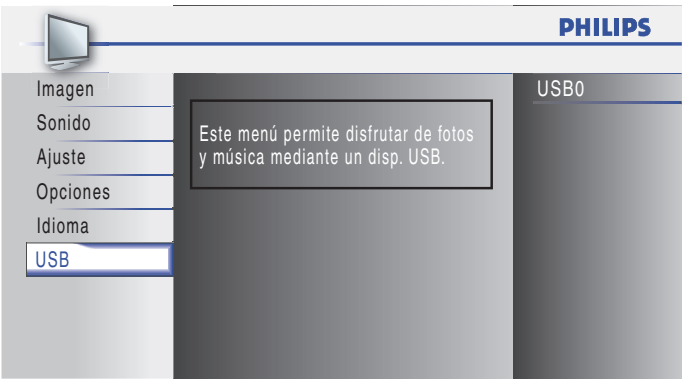 PHILIPS
Imagen
Sonido
Ajuste
Opciones
Idioma
USB
Este menú permite disfrutar de fotos
y música mediante un disp. USB.
USB0